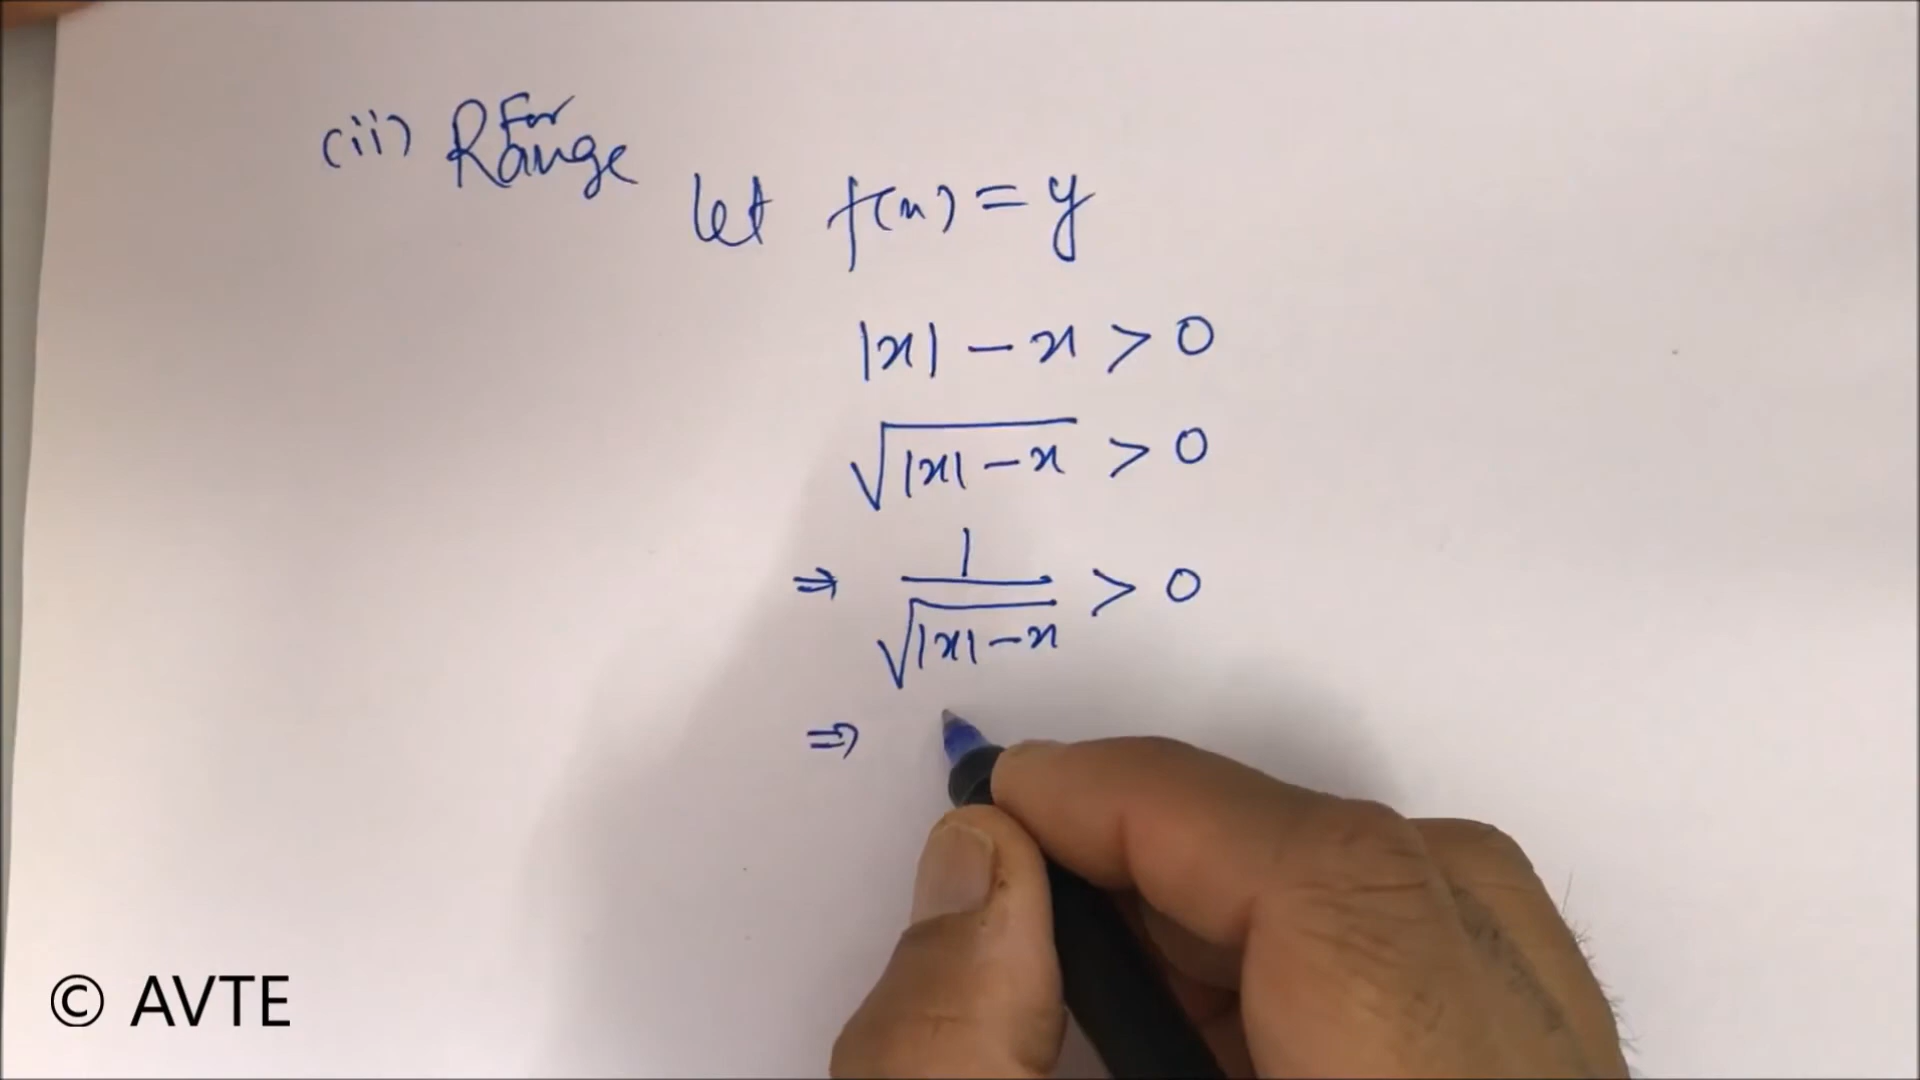 (ii) For Range
let f(x) = y
|x| - x > 0
√|x| - x > 0
⇒ 1/√|x| - x > 0
⇒
© AVTE